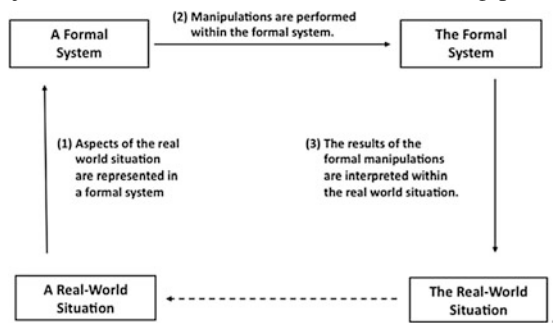 (2) Manipulations are performed
within the formal system.
A Formal
System
The Formal
System
(1) Aspects of the real
world situation
are represented in
a formal system
(3) The results of the
formal manipulations
are interpreted within
the real world situation.
A Real-World
Situation
The Real-World
Situation